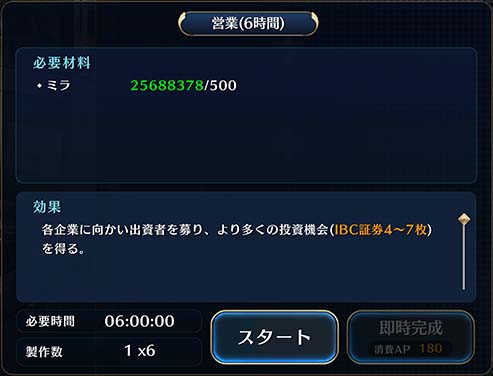 営業(6時間)
必要材料
・ミラ 25688378/500
効果
各企業に向かい出資者を募り、より多くの投資機会(IBC証券4～7枚)
を得る。
必要時間 06:00:00
製作数 1 x6
スタート
即時完成
消費AP 180